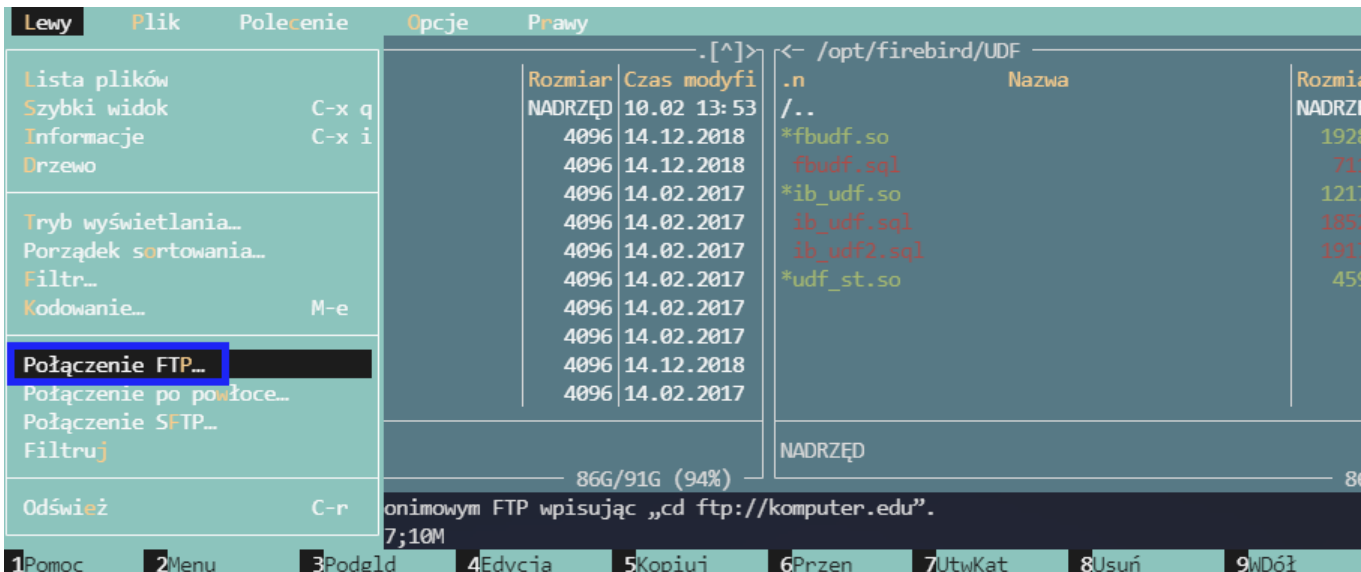 Lewy Plik Polecenie Opcje Prawy
.[^]> <- /opt/firebird/UDF
Lista plików Rozmiar Czas modyfi .n Nazwa
Szybki widok C-x q NADRZĘD 10.02 13:53 /..
Informacje C-x i 4096 14.12.2018 *fbudf.so
Drzewo 4096 14.12.2018 fbudf.sql
4096 14.02.2017 *ib_udf.so
Tryb wyświetlania… 4096 14.02.2017 ib_udf.sql
Porządek sortowania… 4096 14.02.2017 ib_udf2.sql
Filtr… 4096 14.02.2017 *udf_st.so
Kodowanie… M-e 4096 14.02.2017
4096 14.02.2017
Połączenie FTP… 4096 14.12.2018
Połączenie po powłoce… 4096 14.02.2017
Połączenie SFTP…
Filtruj NADRZĘD
86G/91G (94%)
Odśwież C-r onimowym FTP wpisując „cd ftp://komputer.edu”.
7;10M
1Pomoc 2Menu 3Podgld 4Edycja 5Kopiuj 6Przen 7UtwKat 8Usuń 9WDół